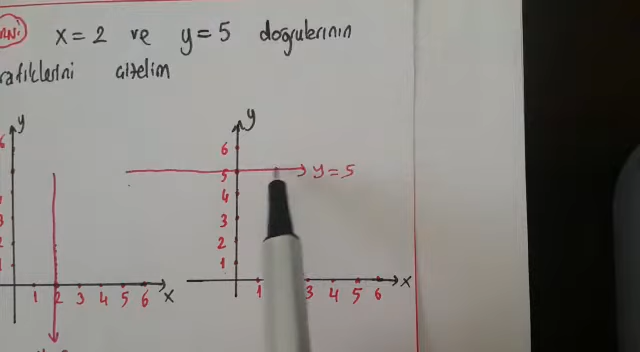 x = 2 ve y = 5 doğrularının
grafiklerini çizelim
y
y
6
5
4
3
2
1
y = 5
1 2 3 4 5 6 x
1 3 4 5 6 x